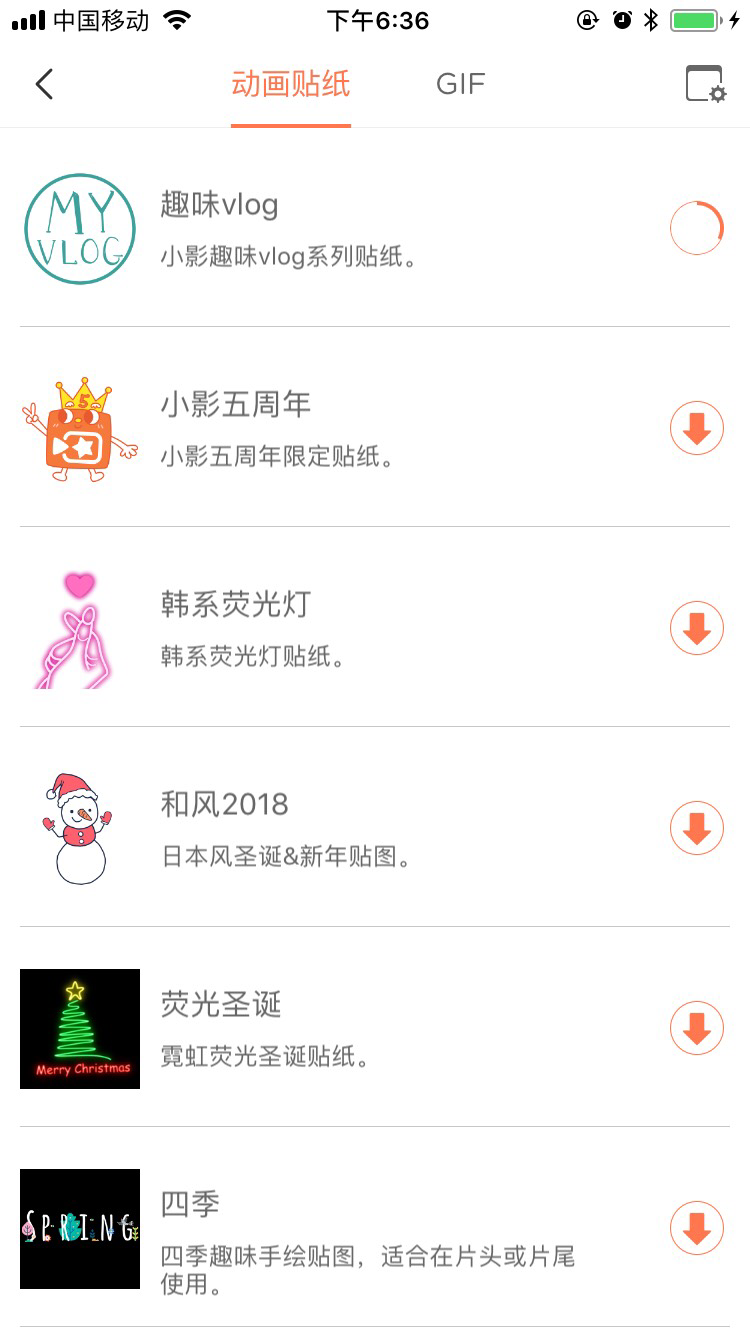 中国移动 下午6:36
动画贴纸 GIF
MY
VLOG
趣味vlog
小影趣味vlog系列贴纸。
5
小影五周年
小影五周年限定贴纸。
韩系荧光灯
韩系荧光灯贴纸。
和风2018
日本风圣诞&新年贴图。
Merry Christmas
荧光圣诞
霓虹荧光圣诞贴纸。
SPRING
四季
四季趣味手绘贴图，适合在片头或片尾
使用。